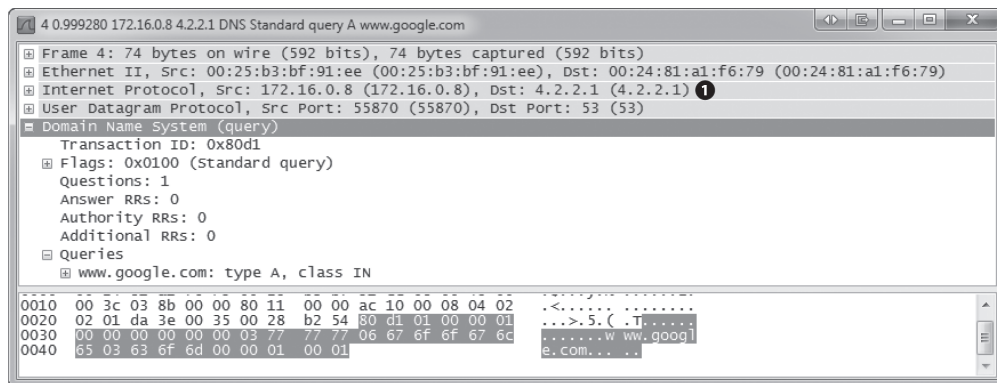 4 0.999280 172.16.0.8 4.2.2.1 DNS Standard query A www.google.com
Frame 4: 74 bytes on wire (592 bits), 74 bytes captured (592 bits)
Ethernet II, Src: 00:25:b3:bf:91:ee (00:25:b3:bf:91:ee), Dst: 00:24:81:a1:f6:79 (00:24:81:a1:f6:79)
Internet Protocol, Src: 172.16.0.8 (172.16.0.8), Dst: 4.2.2.1 (4.2.2.1) 1
User Datagram Protocol, Src Port: 55870 (55870), Dst Port: 53 (53)
Domain Name System (query)
Transaction ID: 0x80d1
Flags: 0x0100 (Standard query)
Questions: 1
Answer RRs: 0
Authority RRs: 0
Additional RRs: 0
Queries
www.google.com: type A, class IN
0010 00 3c 03 8b 00 00 80 11 00 00 ac 10 00 08 04 02 .<...... ........
0020 02 01 da 3e 00 35 00 28 b2 54 80 d1 01 00 00 01 ...>.5.( .T......
0030 00 00 00 00 00 00 03 77 77 77 06 67 6f 6f 67 6c .......w ww.googl
0040 65 03 63 6f 6d 00 00 01 00 01 e.com... ..